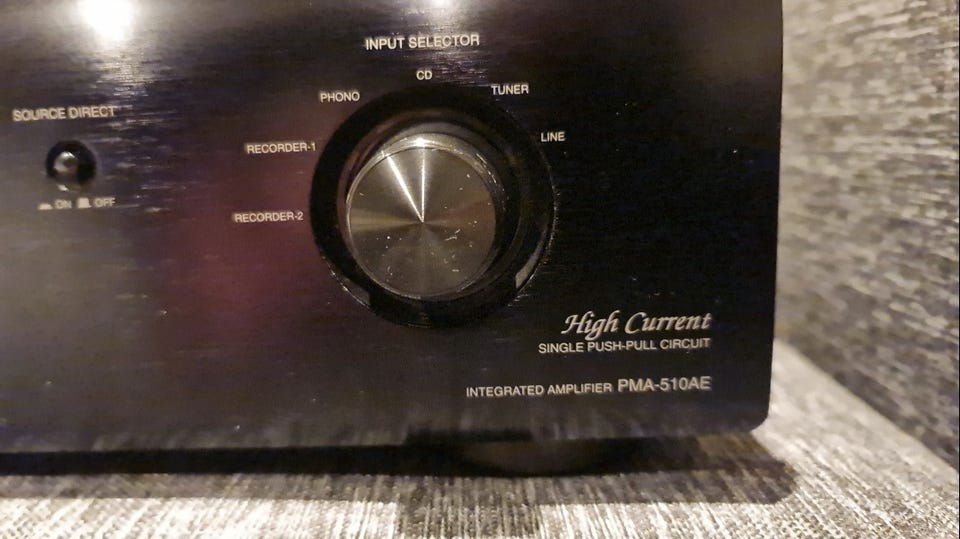 INPUT SELECTOR
CD
PHONO
TUNER
SOURCE DIRECT
LINE
RECORDER-1
ON OFF
RECORDER-2
High Current
SINGLE PUSH-PULL CIRCUIT
INTEGRATED AMPLIFIER PMA-510AE